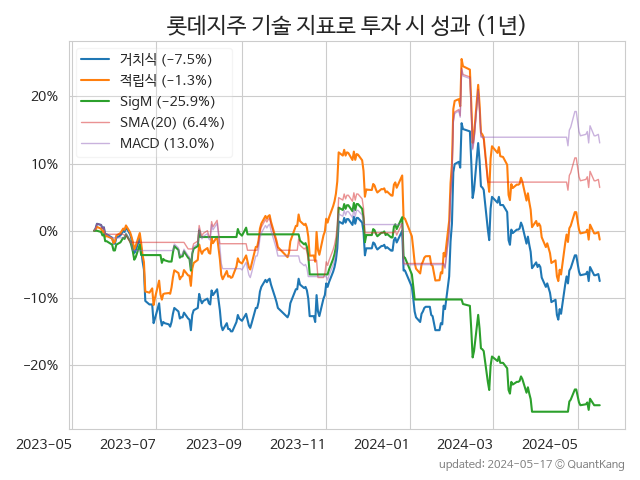 롯데지주 기술 지표로 투자 시 성과 (1년)
거치식 (−7.5%)
적립식 (−1.3%)
SigM (−25.9%)
SMA(20) (6.4%)
MACD (13.0%)
20%
10%
0%
−10%
−20%
2023−05 2023−07 2023−09 2023−11 2024−01 2024−03 2024−05
updated: 2024−05−17 ⓒ QuantKang